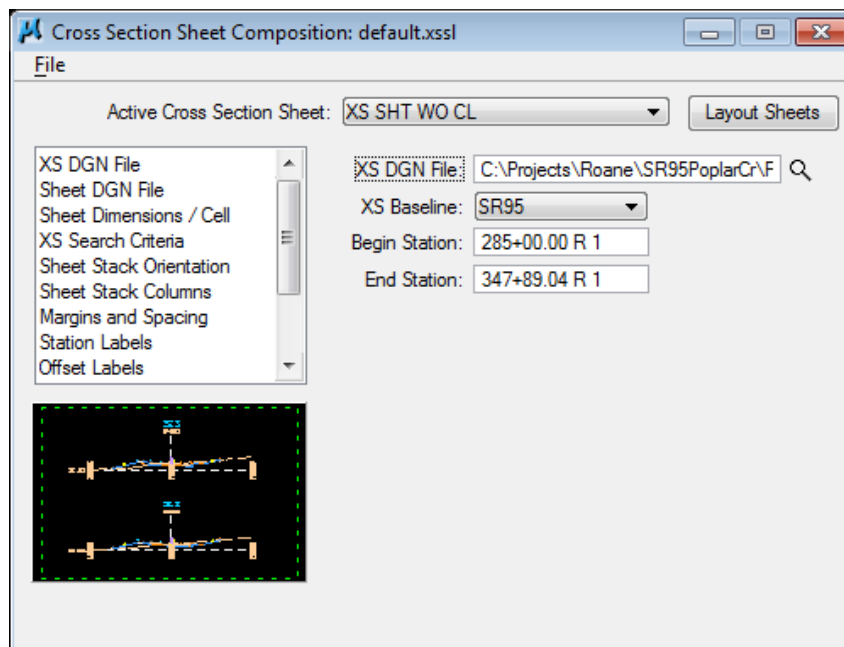 Cross Section Sheet Composition: default.xssl
File
Active Cross Section Sheet: XS SHT WO CL Layout Sheets
XS DGN File
Sheet DGN File
Sheet Dimensions / Cell
XS Search Criteria
Sheet Stack Orientation
Sheet Stack Columns
Margins and Spacing
Station Labels
Offset Labels
XS DGN File: C:\Projects\Roane\SR95PoplarCr\F
XS Baseline: SR95
Begin Station: 285+00.00 R 1
End Station: 347+89.04 R 1